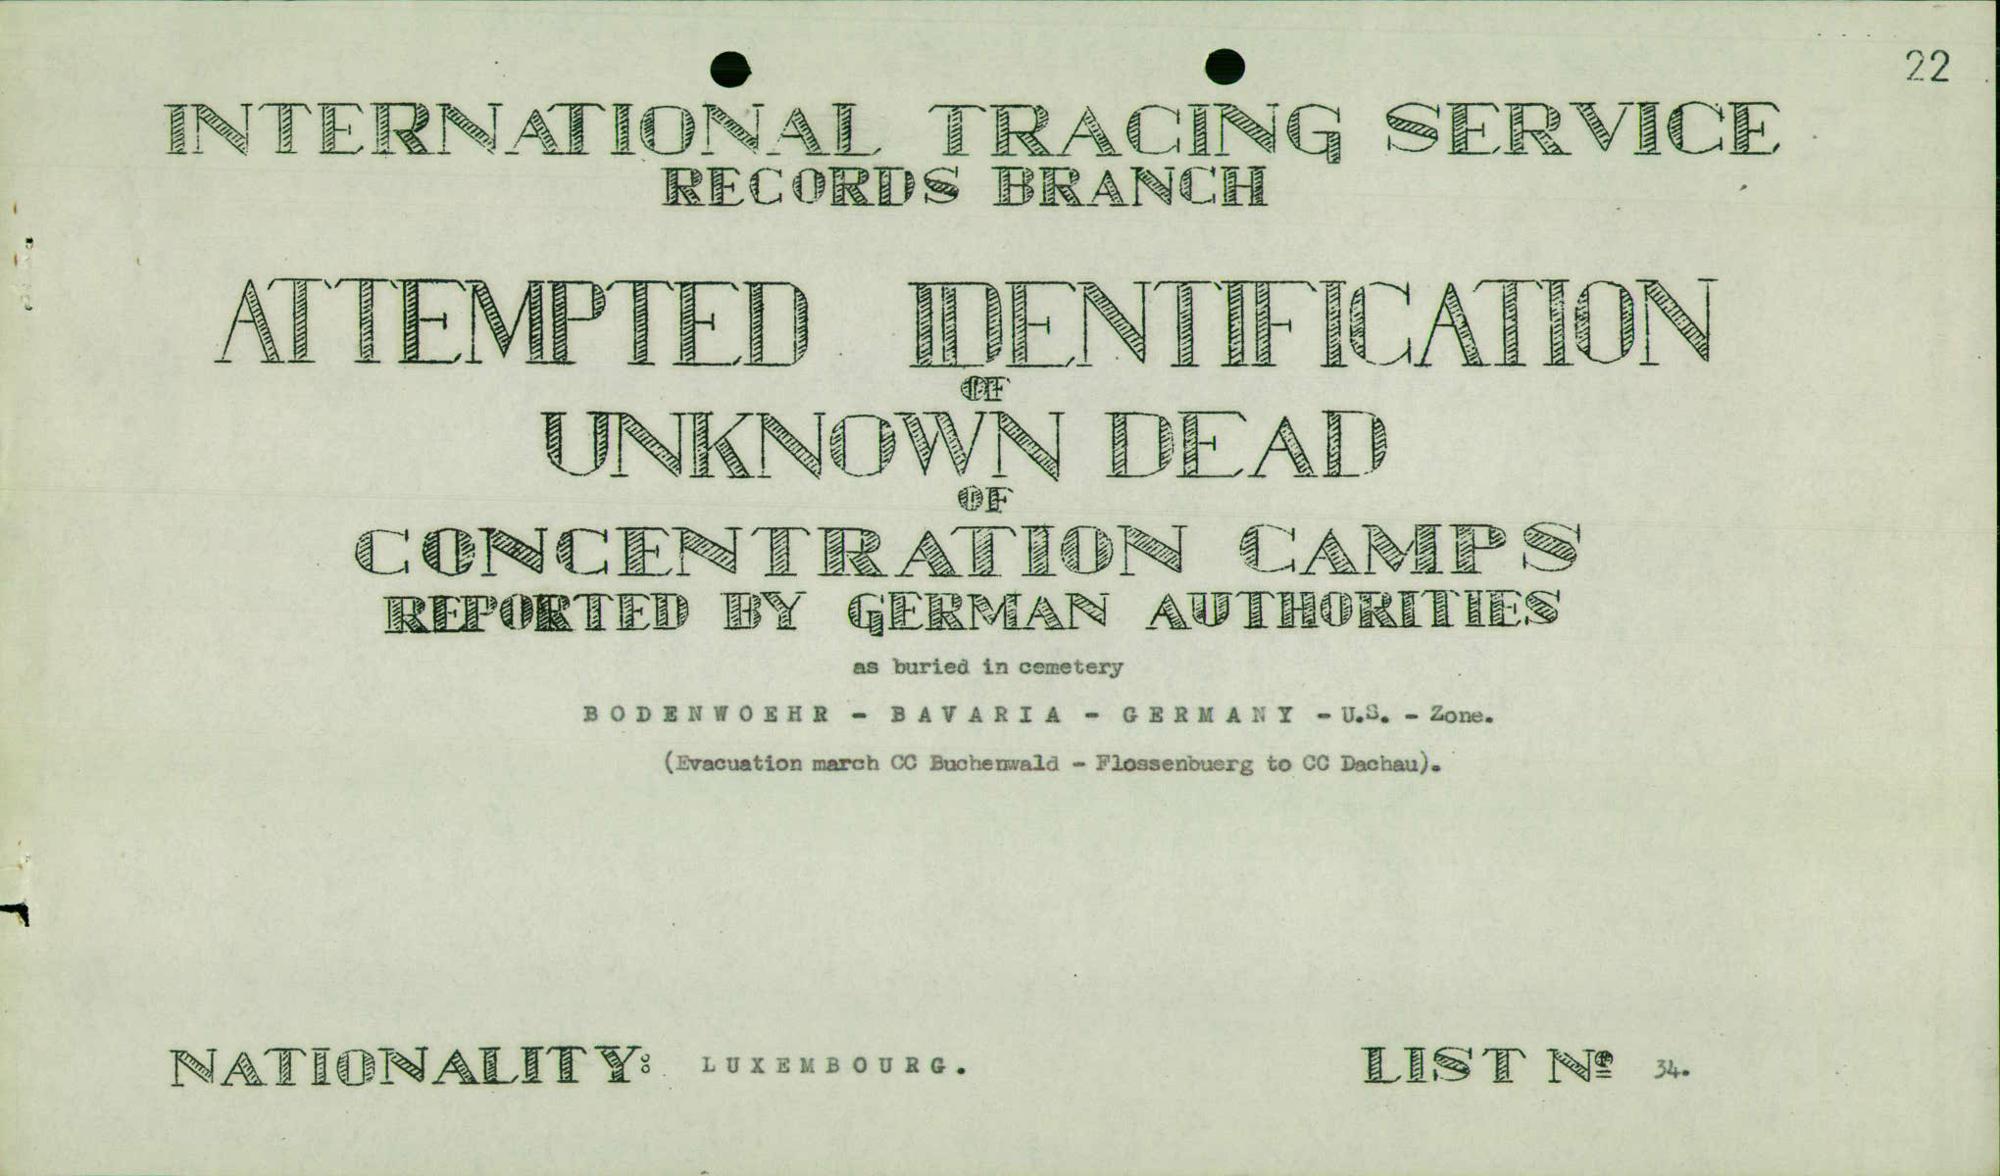 22
INTERNATIONAL TRACING SERVICE
RECORDS BRANCH
ATTEMPTED IDENTIFICATION
OF
UNKNOWN DEAD
OF
CONCENTRATION CAMPS
REPORTED BY GERMAN AUTHORITIES
as buried in cemetery
BODENWOEHR - BAVARIA - GERMANY - U.S. - Zone.
(Evacuation march CC Buchenwald - Flossenbuerg to CC Dachau).
NATIONALITY: LUXEMBOURG. LIST Nº 34.